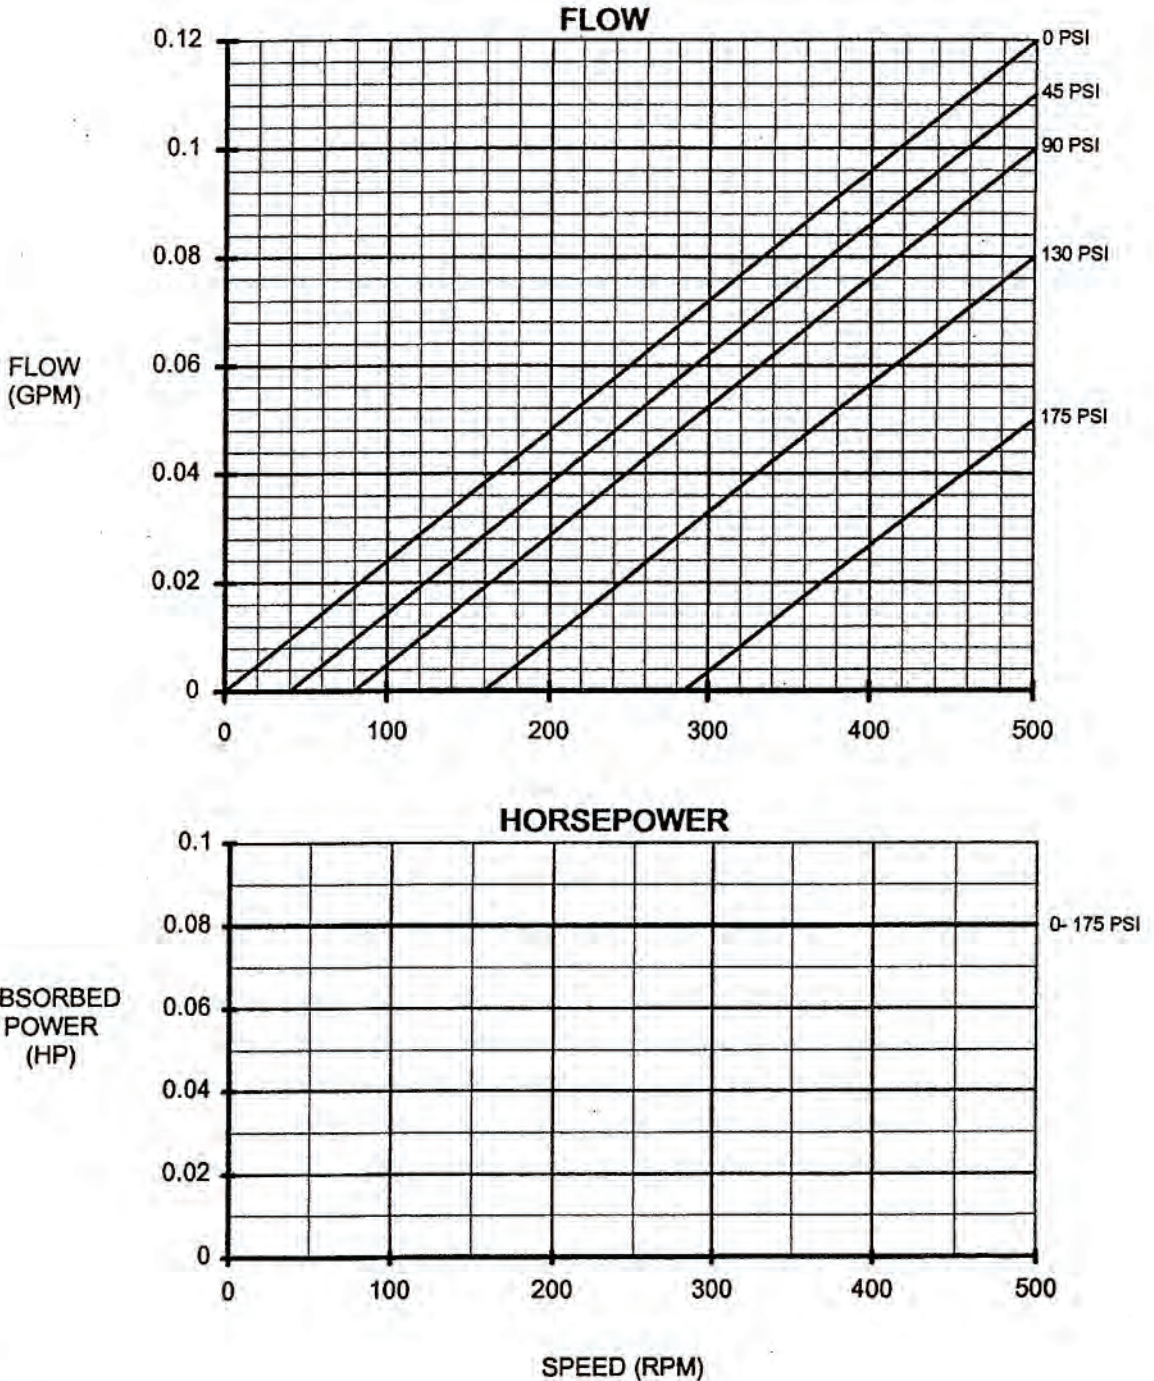 FLOW
0.12
0.1
0.08
0.06
0.04
0.02
0
FLOW
(GPM)
0 PSI
45 PSI
90 PSI
130 PSI
175 PSI
0 100 200 300 400 500
HORSEPOWER
0.1
0.08
0.06
0.04
0.02
0
BSORBED
POWER
(HP)
0- 175 PSI
0 100 200 300 400 500
SPEED (RPM)